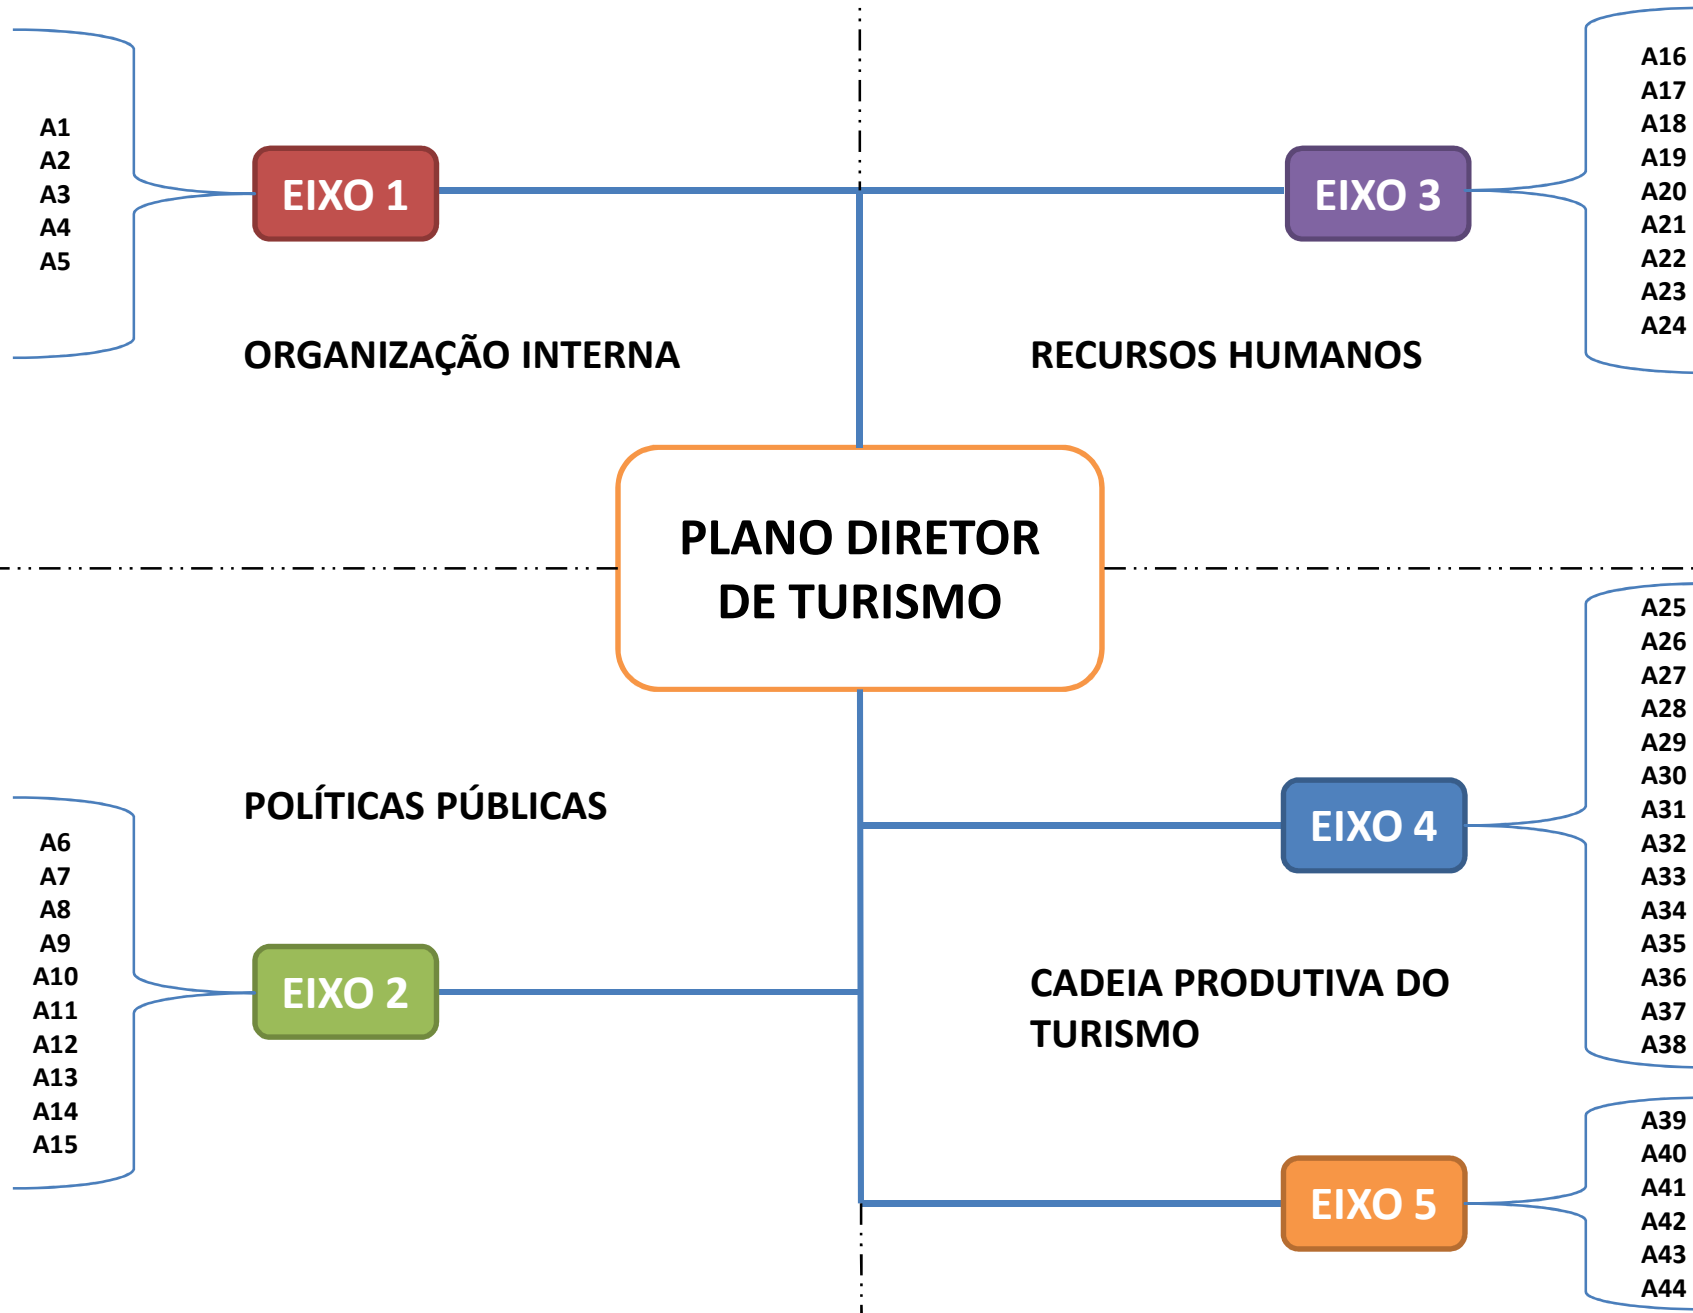 A1
A2
A3
A4
A5
EIXO 1
ORGANIZAÇÃO INTERNA
EIXO 3
RECURSOS HUMANOS
A16
A17
A18
A19
A20
A21
A22
A23
A24
PLANO DIRETOR
DE TURISMO
POLÍTICAS PÚBLICAS
A6
A7
A8
A9
A10
A11
A12
A13
A14
A15
EIXO 2
EIXO 4
A25
A26
A27
A28
A29
A30
A31
A32
A33
A34
A35
A36
A37
A38
CADEIA PRODUTIVA DO
TURISMO
EIXO 5
A39
A40
A41
A42
A43
A44